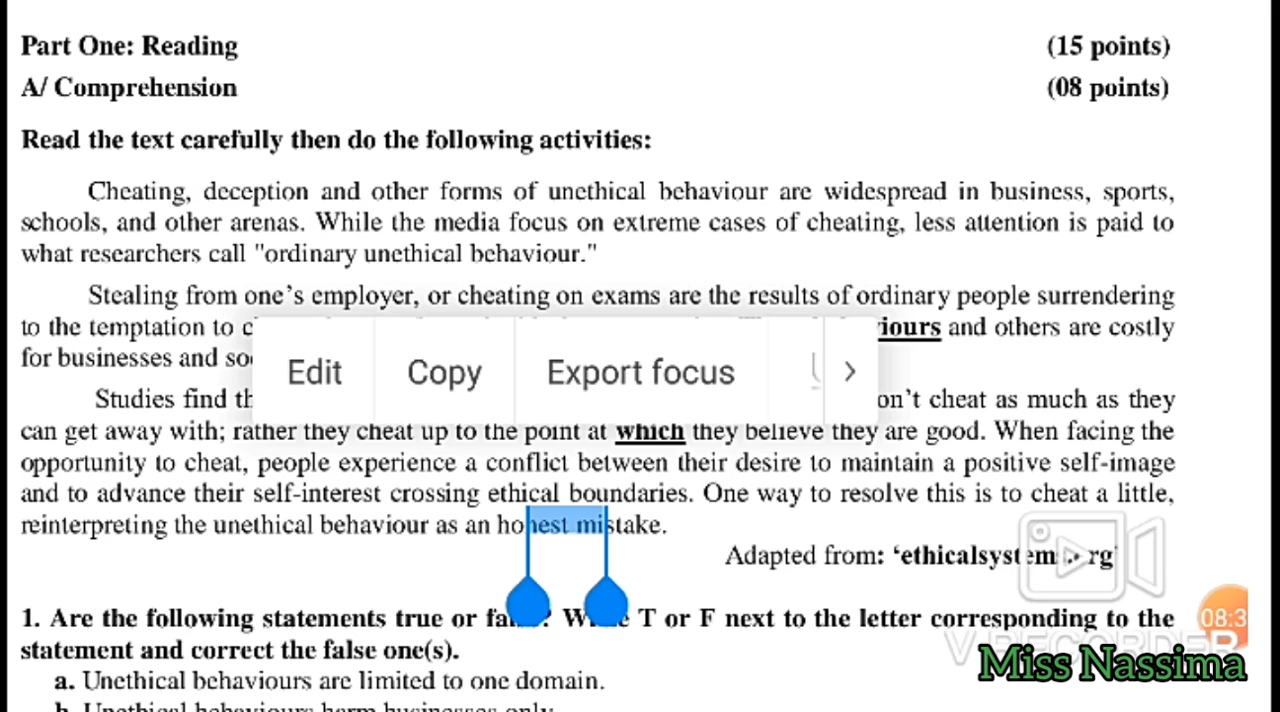 Part One: Reading (15 points)
A/ Comprehension (08 points)
Read the text carefully then do the following activities:
Cheating, deception and other forms of unethical behaviour are widespread in business, sports,
schools, and other arenas. While the media focus on extreme cases of cheating, less attention is paid to
what researchers call "ordinary unethical behaviour."
Stealing from one's employer, or cheating on exams are the results of ordinary people surrendering
to the temptation to iours and others are costly
for businesses and
Edit Copy Export focus >
Studies find on't cheat as much as they
can get away with; rather they cheat up to the point at which they believe they are good. When facing the
opportunity to cheat, people experience a conflict between their desire to maintain a positive self-image
and to advance their self-interest crossing ethical boundaries. One way to resolve this is to cheat a little,
reinterpreting the unethical behaviour as an honest mistake.
Adapted from: 'ethicalsystem
08:3
1. Are the following statements true or T or F next to the letter corresponding to the
statement and correct the false one(s).
RECORDER
Miss Nassima
a. Unethical behaviours are limited to one domain.
b. Unethical behaviours harm businesses only